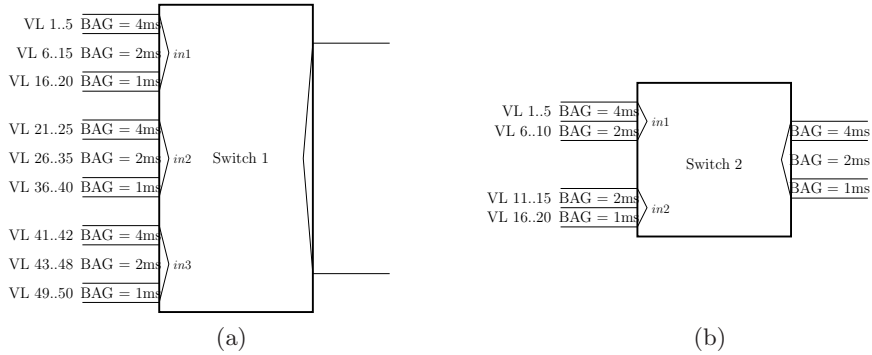 VL 1..5 BAG = 4ms
VL 6..15 BAG = 2ms in1
VL 16..20 BAG = 1ms
VL 21..25 BAG = 4ms
VL 26..35 BAG = 2ms in2
VL 36..40 BAG = 1ms
VL 41..42 BAG = 4ms
VL 43..48 BAG = 2ms in3
VL 49..50 BAG = 1ms
Switch 1
(a)
VL 1..5 BAG = 4ms
in1
VL 6..10 BAG = 2ms
VL 11..15 BAG = 2ms
in2
VL 16..20 BAG = 1ms
Switch 2
BAG = 4ms
BAG = 2ms
BAG = 1ms
(b)